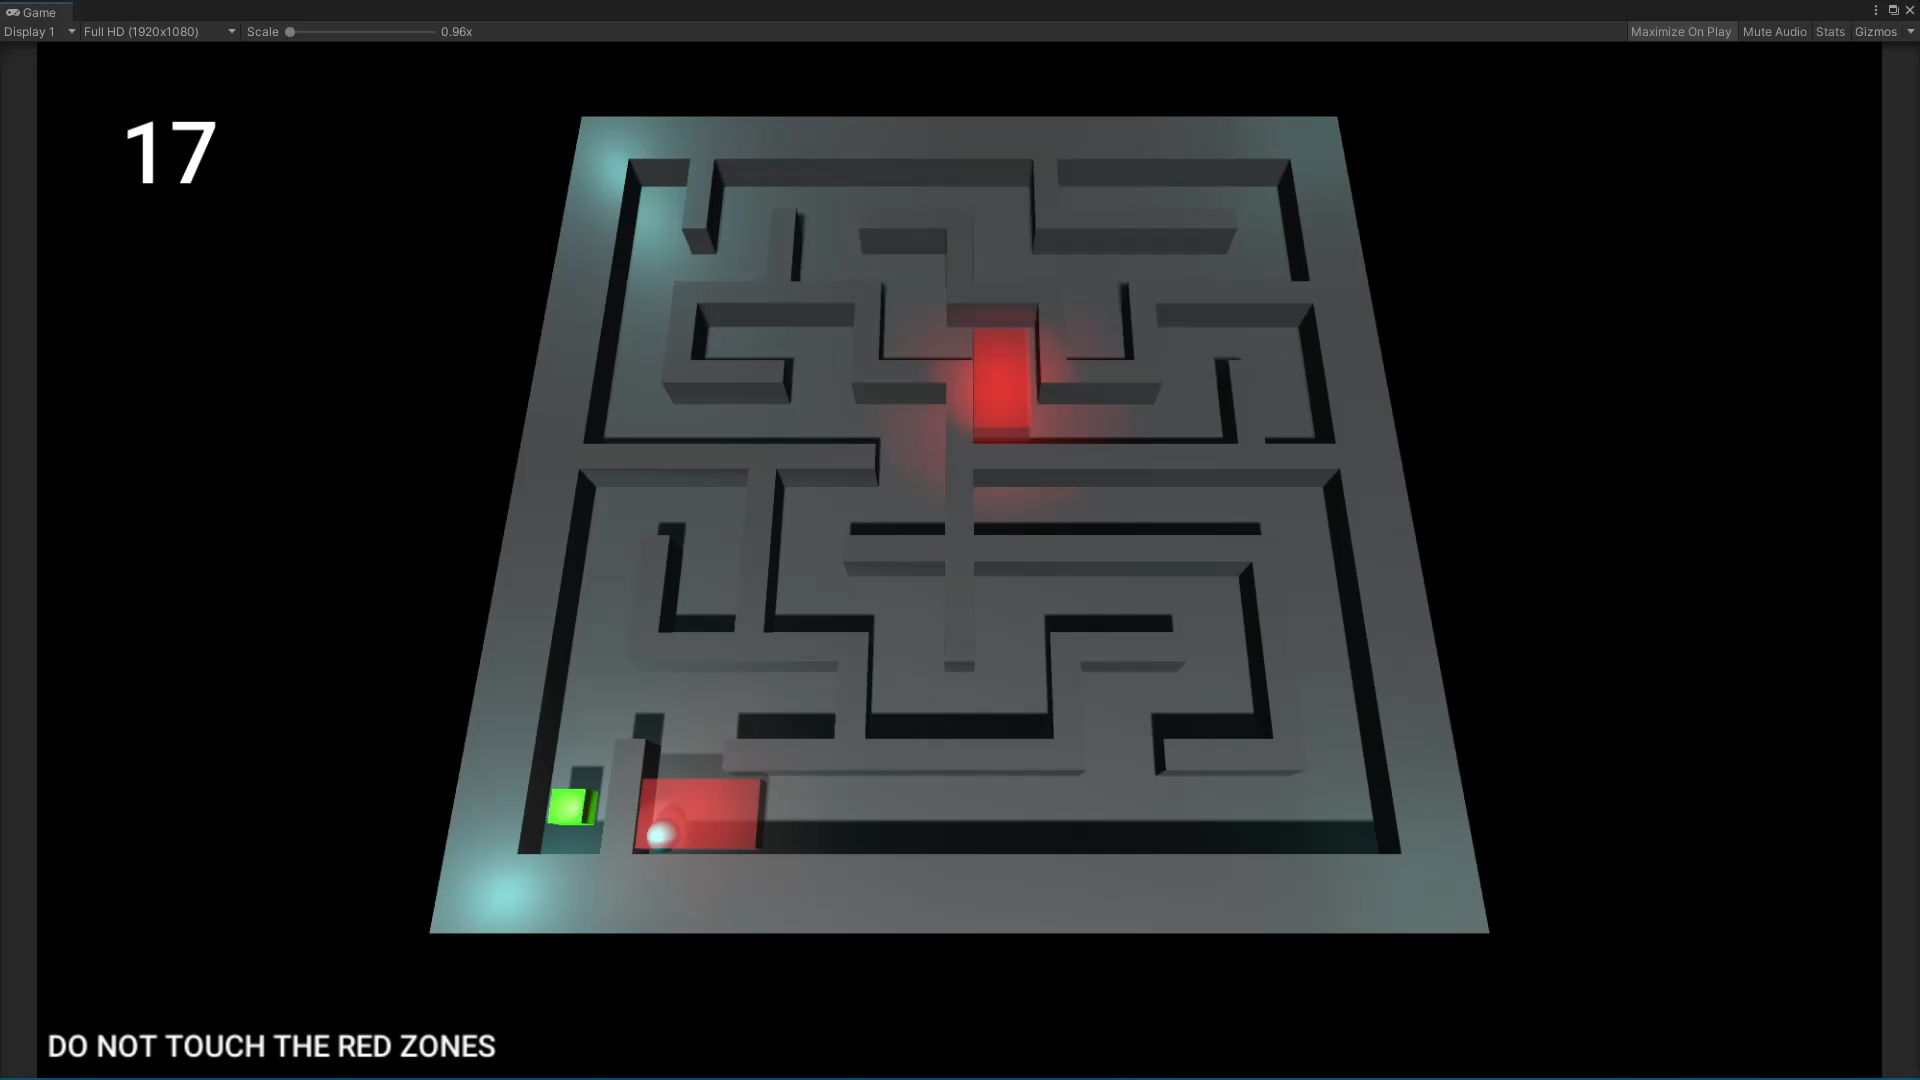 Game
Display 1 Full HD (1920x1080) Scale 0.96x Maximize On Play Mute Audio Stats Gizmos
17
DO NOT TOUCH THE RED ZONES